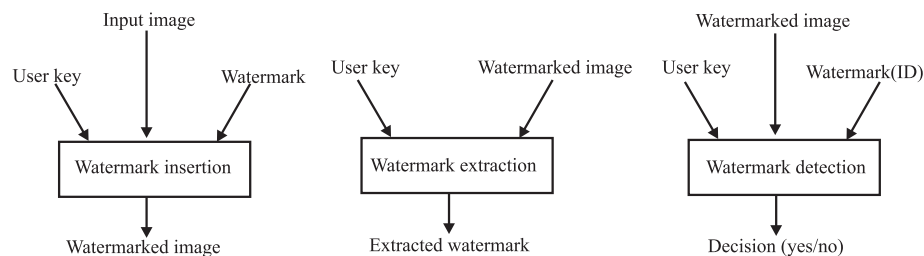 Input image
User key
Watermark
Watermark insertion
Watermarked image
User key
Watermarked image
Watermark extraction
Extracted watermark
Watermarked image
User key
Watermark(ID)
Watermark detection
Decision (yes/no)